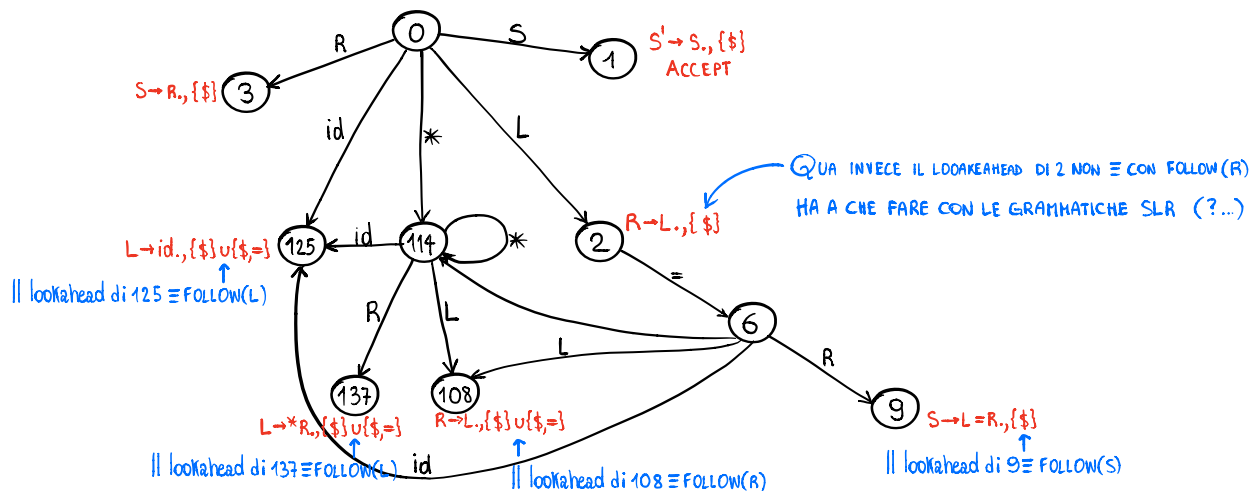 0
S
R
1
S'→S., {$}
ACCEPT
S→R., {$}
3
id
*
L
QUA INVECE IL LOOAKEAHEAD DI 2 NON ≡ CON FOLLOW(R)
HA A CHE FARE CON LE GRAMMATICHE SLR (?...)
R→L., {$}
L→id., {$}∪{$,=}
125
id
114
*
2
=
|| lookahead di 125 ≡ FOLLOW(L)
R
L
6
L
R
137
108
9
L→*R., {$}∪{$,=}
R→L., {$}∪{$,=}
S→L=R., {$}
|| lookahead di 137 ≡ FOLLOW(L)
id
|| lookahead di 108 ≡ FOLLOW(R)
|| lookahead di 9 ≡ FOLLOW(S)